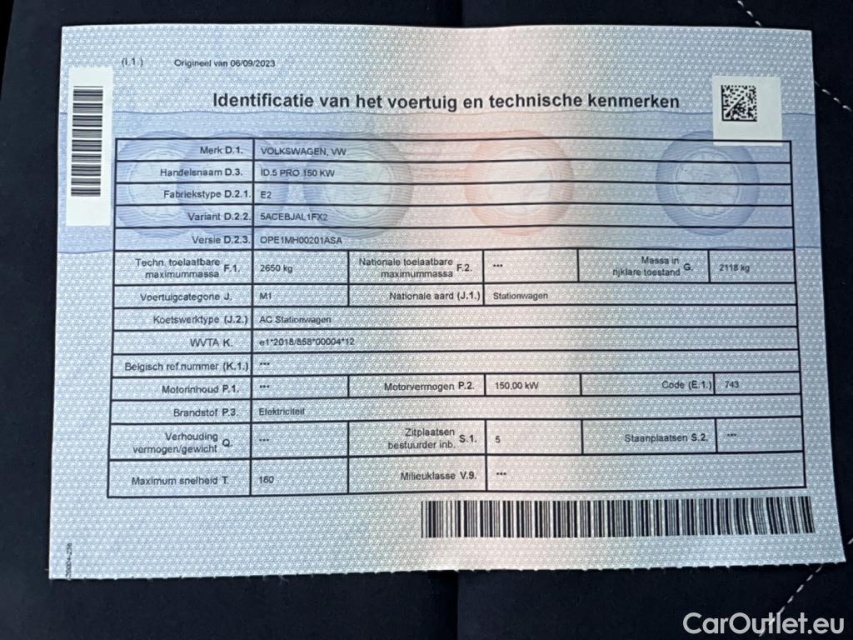 (I.1.) Origineel van 06/09/2023
Identificatie van het voertuig en technische kenmerken
Merk D.1. VOLKSWAGEN, VW
Handelsnaam D.3. ID.5 PRO 150 KW
Fabriekstype D.2.1. E2
Variant D.2.2. 5ACEBJAL1FX2
Versie D.2.3. OPE1MH00201ASA
Techn. toelaatbare maximummassa F.1. 2650 kg Nationale toelaatbare maximummassa F.2. --- Massa in rijklare toestand G. 2118 kg
Voertuigcategorie J. M1 Nationale aard (J.1.) Stationwagen
Koetswerktype (J.2.) AC Stationwagen
WVTA K. e1*2018/858*00004*12
Belgisch ref.nummer (K.1.) ---
Motorinhoud P.1. --- Motorvermogen P.2. 150,00 kW Code (E.1.) 743
Brandstof P.3. Elektriciteit
Verhouding vermogen/gewicht Q. --- Zitplaatsen bestuurder inb. S.1. 5 Staanplaatsen S.2. ---
Maximum snelheid T. 160 Milieuklasse V.9. ---
CarOutlet.eu